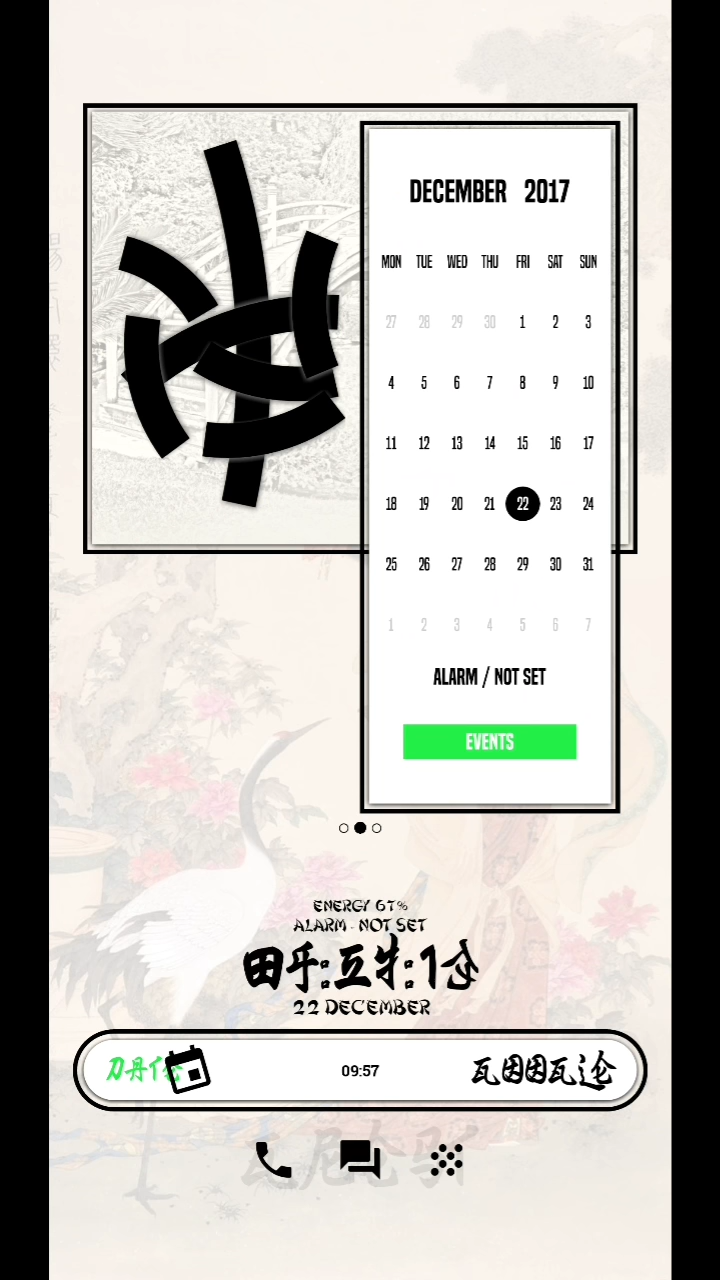 DECEMBER 2017
MON TUE WED THU FRI SAT SUN
27 28 29 30 1 2 3
4 5 6 7 8 9 10
11 12 13 14 15 16 17
18 19 20 21 22 23 24
25 26 27 28 29 30 31
1 2 3 4 5 6 7
ALARM / NOT SET
EVENTS
ENERGY 67%
ALARM - NOT SET
22 DECEMBER
09:57